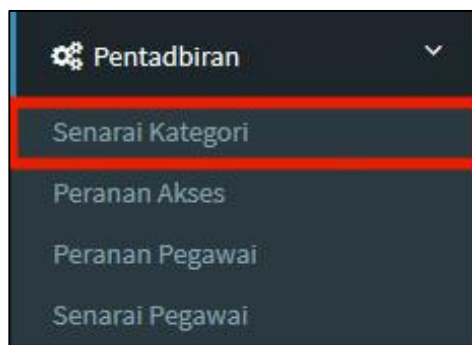 Pentadbiran
Senarai Kategori
Peranan Akses
Peranan Pegawai
Senarai Pegawai